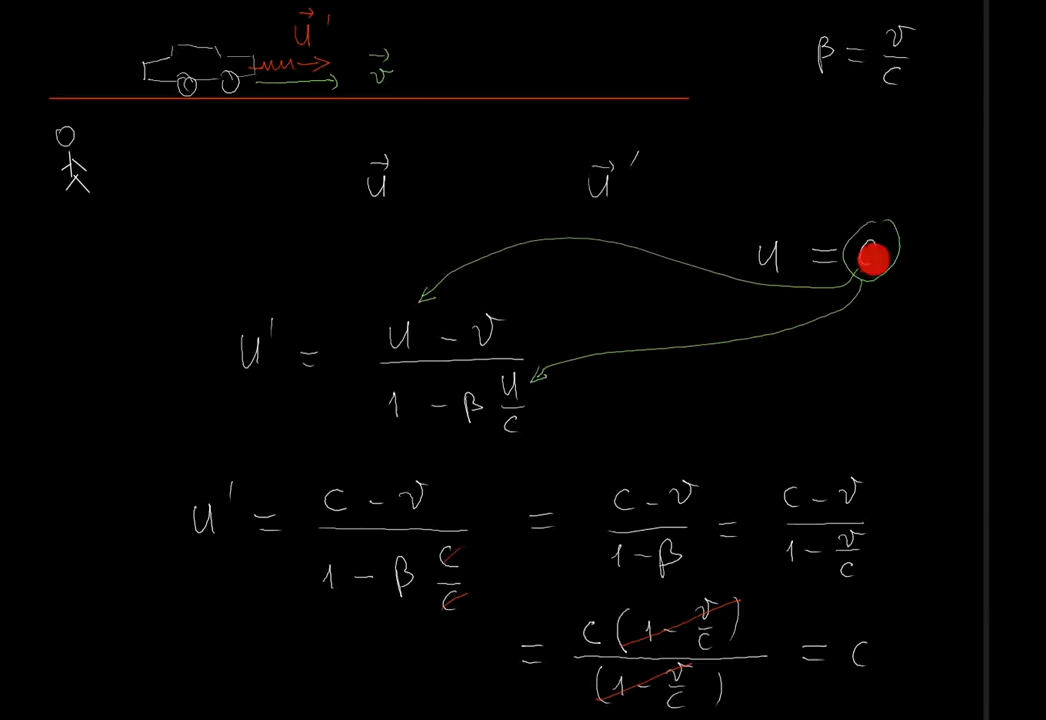 u⃗ ′
v⃗
β = v/c
u⃗ u⃗ ′
u = c
u' = (u - v)/(1 - β u/c)
u' = (c - v)/(1 - β c/c) = (c - v)/(1 - β) = (c - v)/(1 - v/c)
= c(1 - v/c)/(1 - v/c) = c